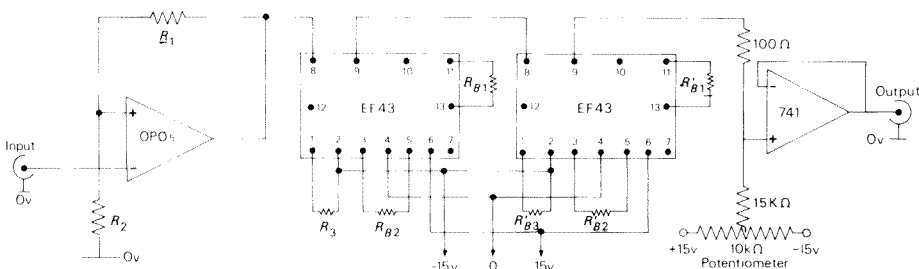 R1
100Ω
8 9 10 11
8 9 10 11
RB1
R'B1
12 EF43 13
12 EF43 13
741
Output
0v
OPO5
+
-
-
+
1 2 3 4 5 6 7
1 2 3 4 5 6 7
Input
0v
R2
R3
RB2
R'B3
R'B2
15KΩ
+15v
10kΩ
-15v
Potentiometer
0v
-15v 0 15v